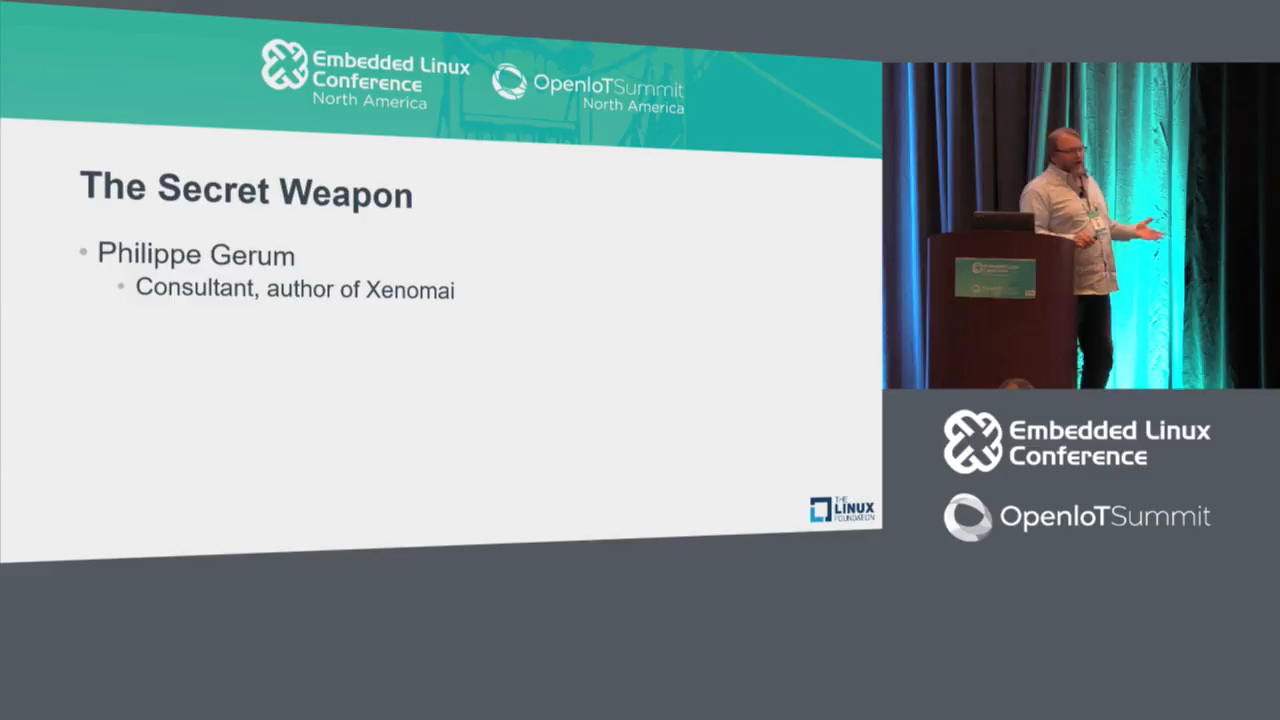 Embedded Linux
Conference
North America
OpenIoTSummit
North America
The Secret Weapon
• Philippe Gerum
• Consultant, author of Xenomai
THE
LINUX
FOUNDATION
Embedded Linux
Conference
OpenIoTSummit